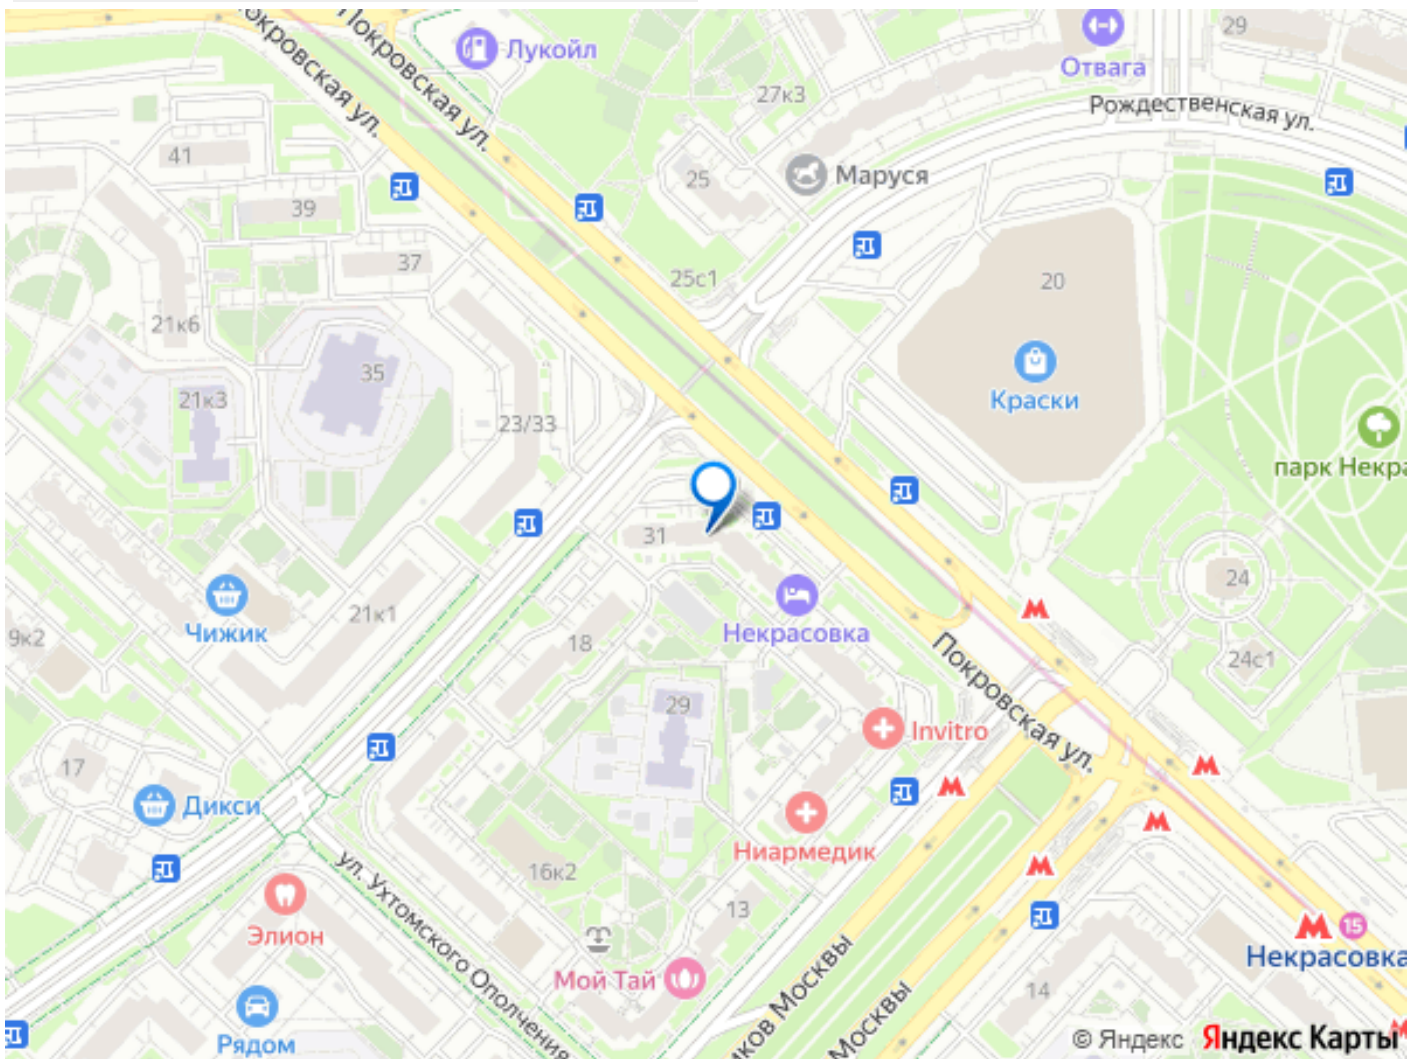 Покровская ул.
Покровская ул.
Лукойл
Отвага
29
27к3
Рождественская ул.
41
25
Маруся
39
37
25с1
20
21к6
35
Краски
21к3
23/33
парк Некра
31
24
Чижик
21к1
9к2
18
Некрасовка
Покровская ул.
24с1
29
Invitro
17
Дикси
Ниармедик
16к2
ул. Ухтомского Ополчения
13
Элион
15
Некрасовка
Мой Тай
14
ков Москвы
Москвы
Рядом
© Яндекс Яндекс Карты